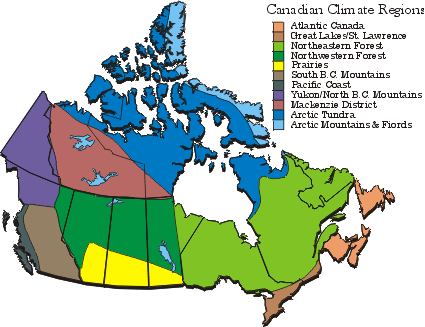 Canadian Climate Regions
Atlantic Canada
Great Lakes/St. Lawrence
Northeastern Forest
Northwestern Forest
Prairies
South B.C. Mountains
Pacific Coast
Yukon/North B.C. Mountains
Mackenzie District
Arctic Tundra
Arctic Mountains & Fiords